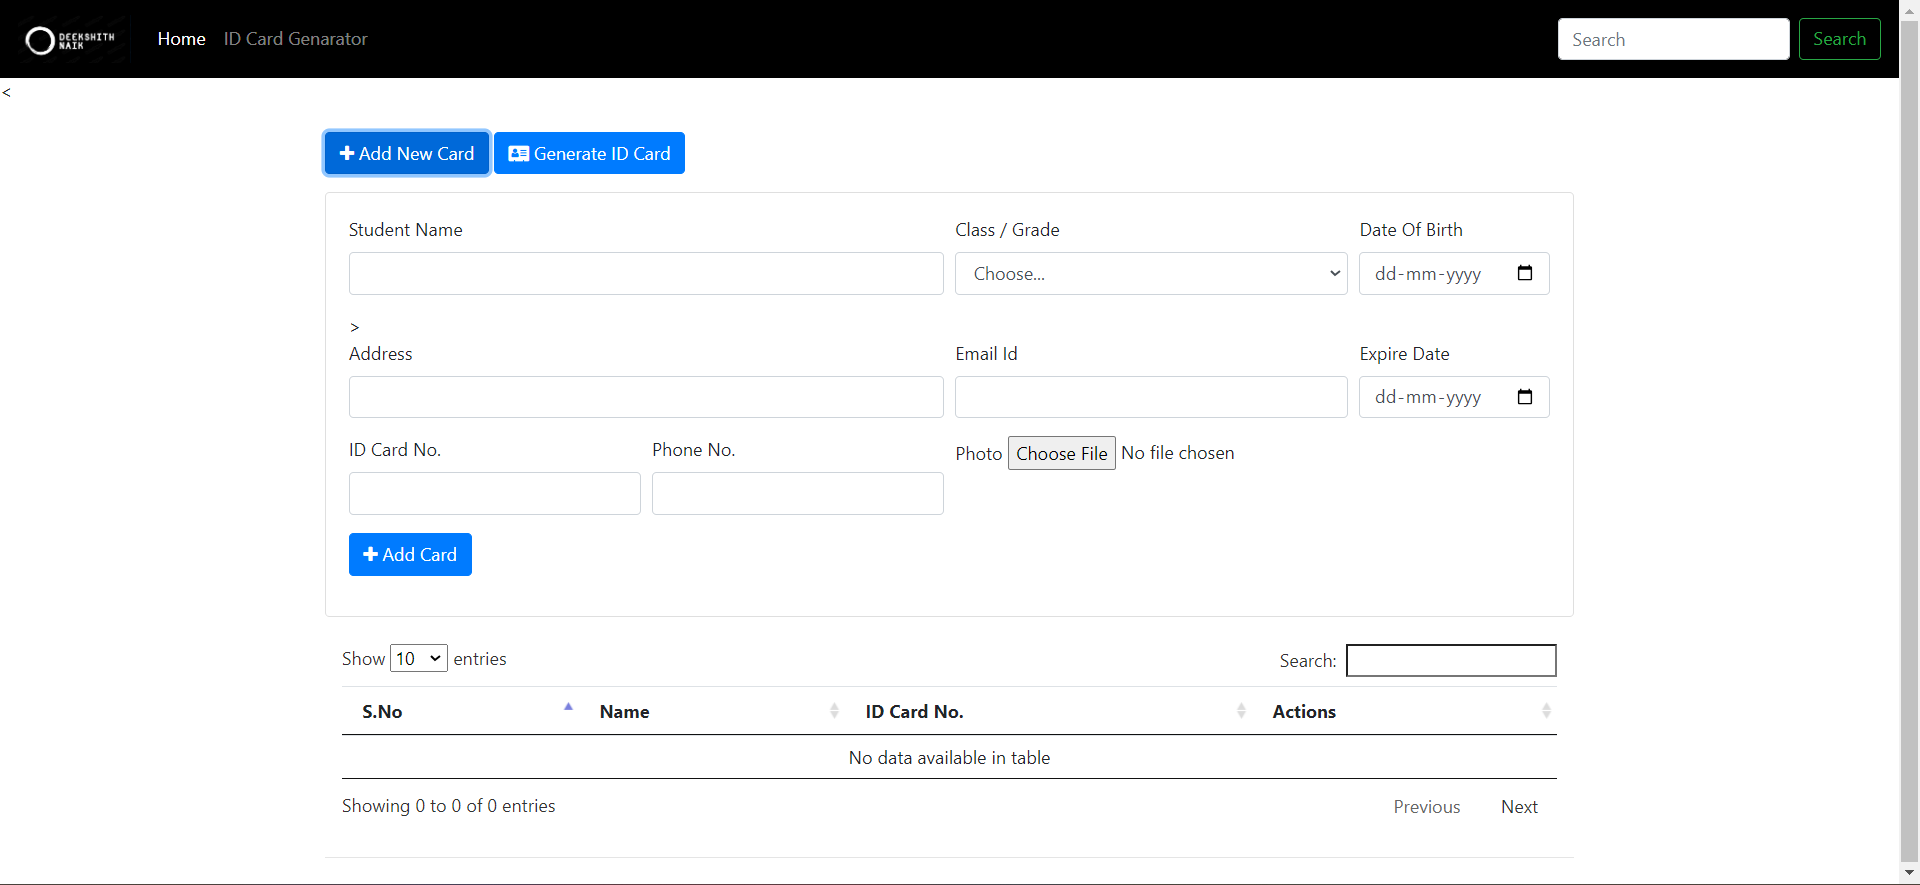 DEEKSHITH
NAIK
Home ID Card Genarator Search Search
<
Add New Card Generate ID Card
Student Name Class / Grade Date Of Birth
Choose... dd-mm-yyyy
>
Address Email Id Expire Date
dd-mm-yyyy
ID Card No. Phone No. Photo Choose File No file chosen
Add Card
Show 10 entries Search:
S.No Name ID Card No. Actions
No data available in table
Showing 0 to 0 of 0 entries Previous Next